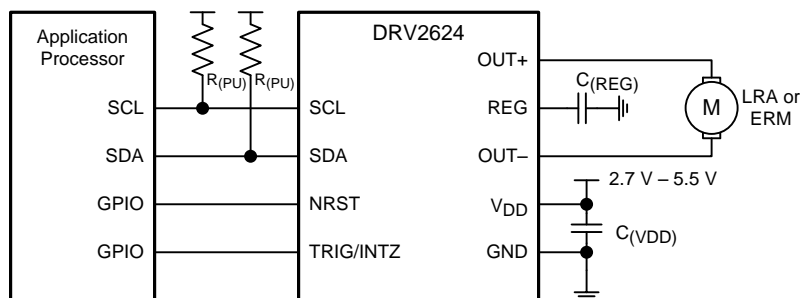 Application
Processor
SCL
SDA
GPIO
GPIO
R(PU)
R(PU)
DRV2624
SCL
SDA
NRST
TRIG/INTZ
OUT+
REG
OUT–
VDD
GND
C(REG)
M
LRA or
ERM
2.7 V – 5.5 V
C(VDD)